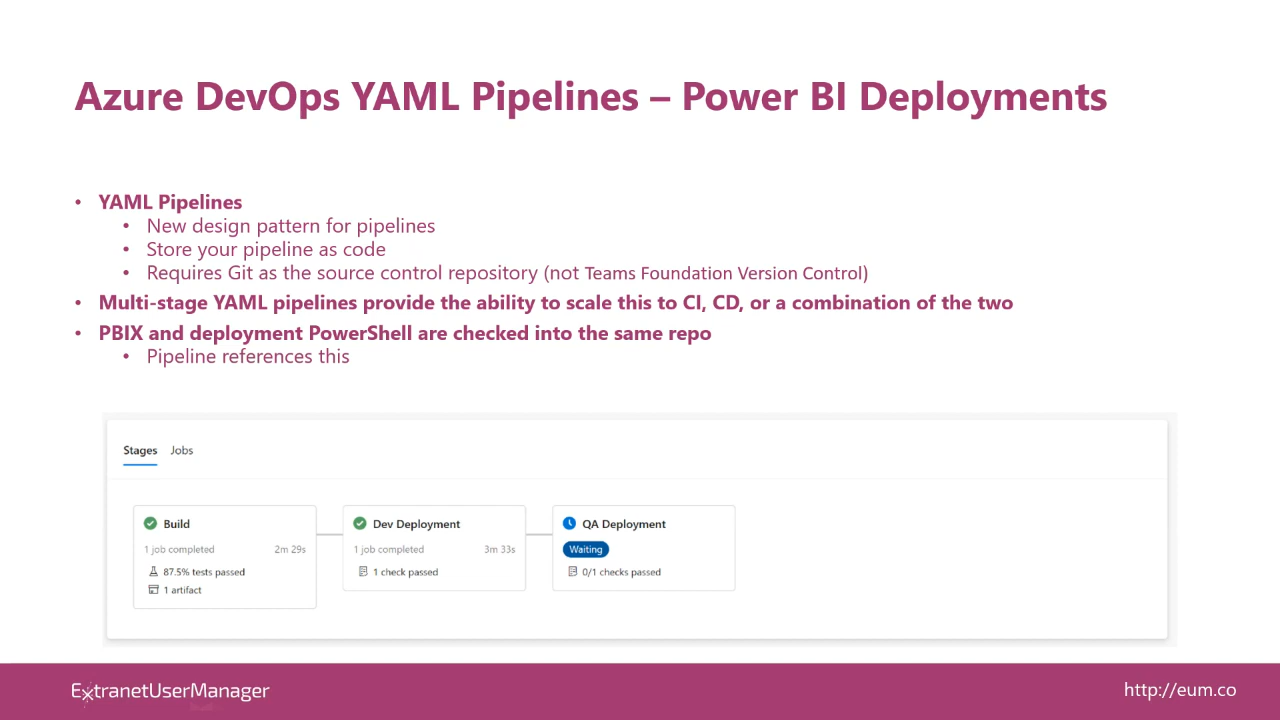 Azure DevOps YAML Pipelines – Power BI Deployments
• YAML Pipelines
• New design pattern for pipelines
• Store your pipeline as code
• Requires Git as the source control repository (not Teams Foundation Version Control)
• Multi-stage YAML pipelines provide the ability to scale this to CI, CD, or a combination of the two
• PBIX and deployment PowerShell are checked into the same repo
• Pipeline references this
Stages Jobs
Build
1 job completed 2m 29s
87.5% tests passed
1 artifact
Dev Deployment
1 job completed 3m 33s
1 check passed
QA Deployment
Waiting
0/1 checks passed
ExtranetUserManager
http://eum.co